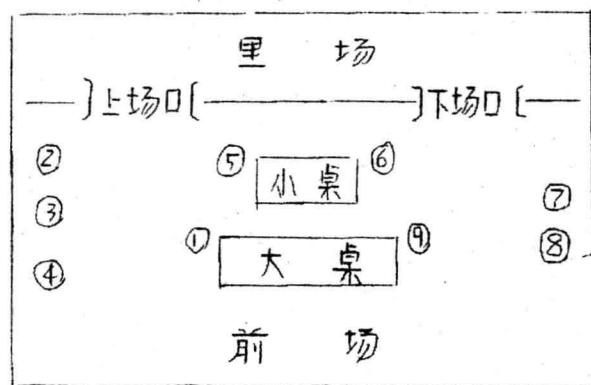 里 场
上场口 下场口
② ⑤ ⑥
小桌
③ ⑦
① ⑨ ⑧
④ 大 桌
前 场